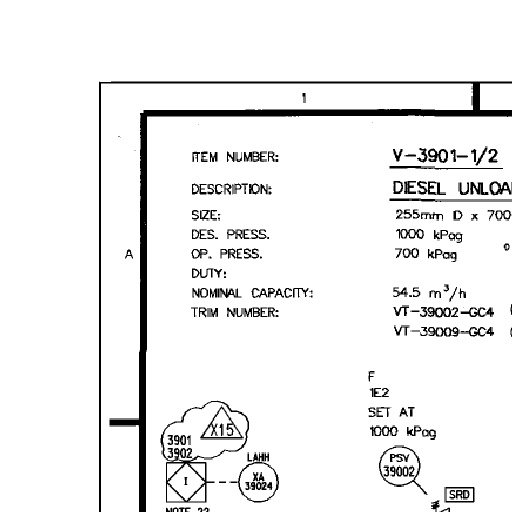 1
ITEM NUMBER: V-3901-1/2
DESCRIPTION: DIESEL UNLOA
SIZE: 255mm D x 700
DES. PRESS. 1000 kPag
OP. PRESS. 700 kPag
A
DUTY:
NOMINAL CAPACITY: 54.5 m³/h
TRIM NUMBER: VT-39002-GC4
VT-39009-GC4
F
1E2
SET AT
1000 kPag
X15
3901
3902
LAHH
PSV
39002
I
XA
39024
SRD
NOTE 22